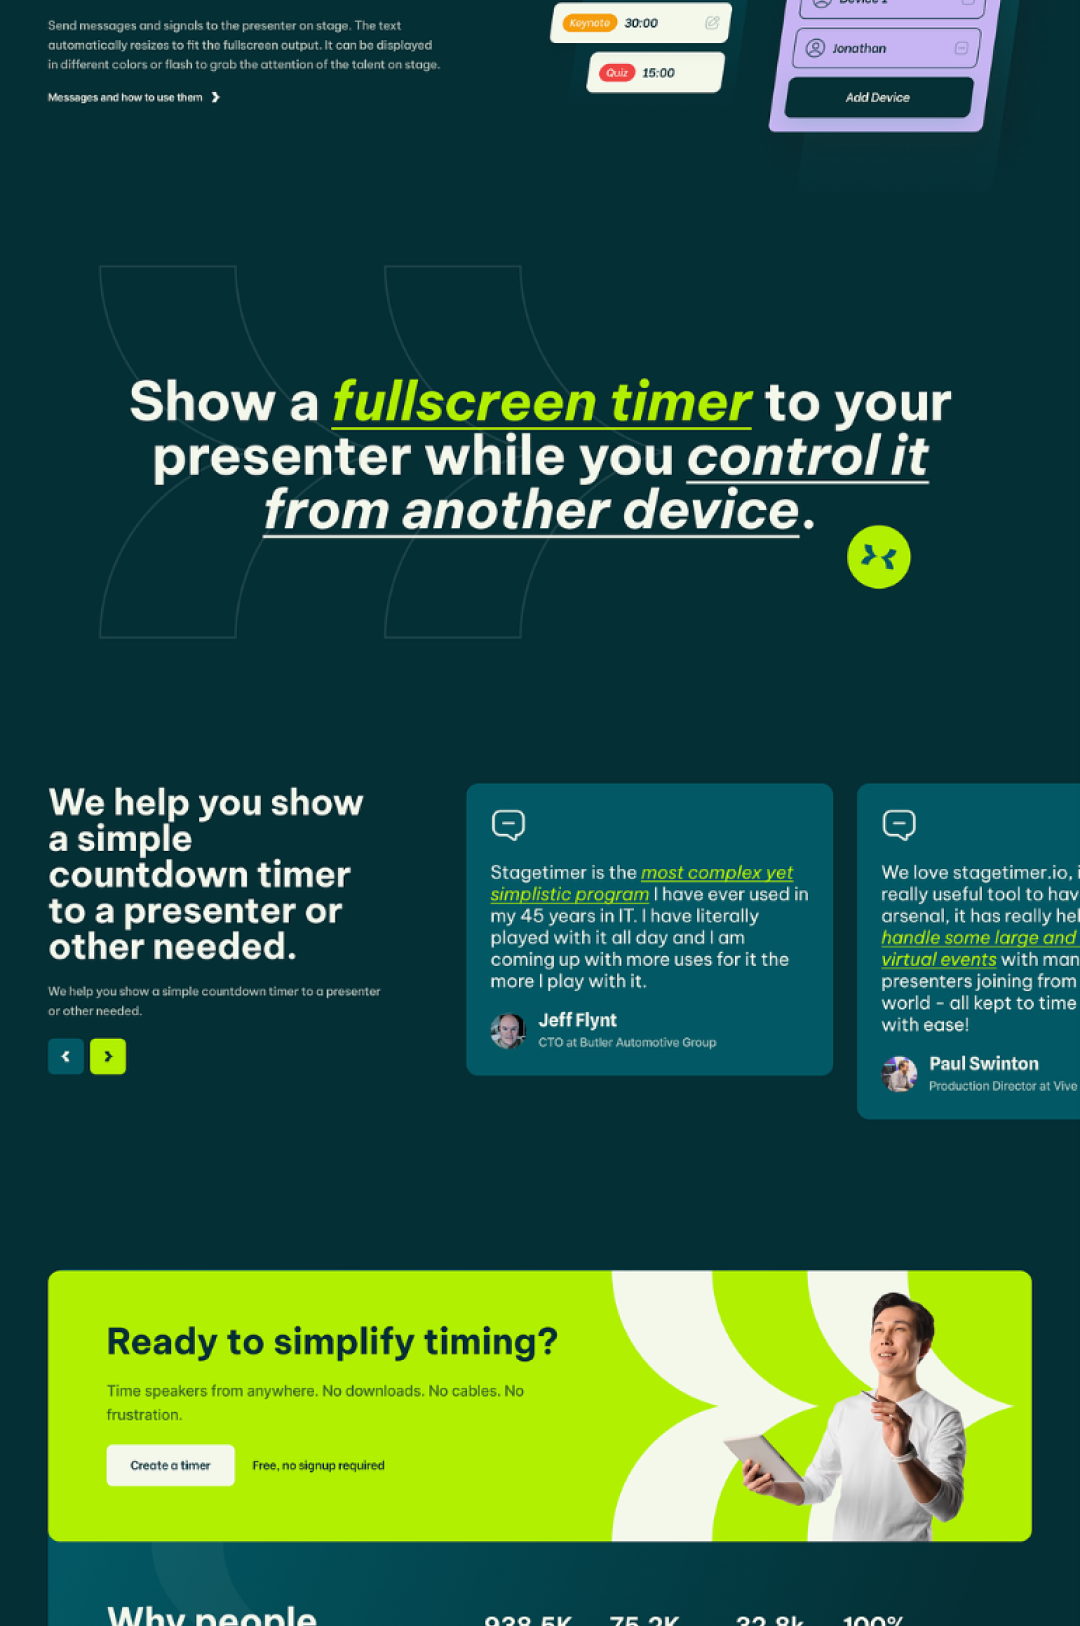 Send messages and signals to the presenter on stage. The text
automatically resizes to fit the fullscreen output. It can be displayed
in different colors or flash to grab the attention of the talent on stage.
Messages and how to use them
Keynote 30:00
Quiz 15:00
Device 1
Jonathan
Add Device
Show a fullscreen timer to your
presenter while you control it
from another device.
We help you show
a simple
countdown timer
to a presenter or
other needed.
We help you show a simple countdown timer to a presenter
or other needed.
Stagetimer is the most complex yet
simplistic program I have ever used in
my 45 years in IT. I have literally
played with it all day and I am
coming up with more uses for it the
more I play with it.
Jeff Flynt
CTO at Butler Automotive Group
We love stagetimer.io,
really useful tool to
arsenal, it has really
handle some large and
virtual events with
presenters joining from
world - all kept to time
with ease!
Paul Swinton
Production Director at Vive
Ready to simplify timing?
Time speakers from anywhere. No downloads. No cables. No
frustration.
Create a timer
Free, no signup required
Why people
938.5K 75.2K 32.8k 100%